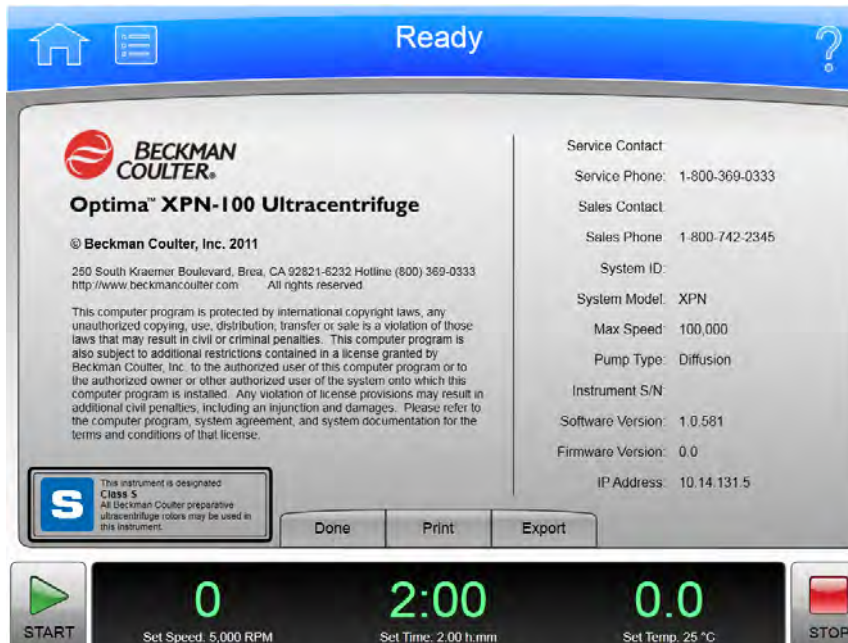 Ready
?
BECKMAN
COULTER®
Optima™ XPN-100 Ultracentrifuge
© Beckman Coulter, Inc. 2011
250 South Kraemer Boulevard, Brea, CA 92821-6232 Hotline (800) 369-0333
http://www.beckmancoulter.com All rights reserved
This computer program is protected by international copyright laws, any
unauthorized copying, use, distribution, transfer or sale is a violation of those
laws that may result in civil or criminal penalties. This computer program is
also subject to additional restrictions contained in a license granted by
Beckman Coulter, Inc. to the authorized user of this computer program or to
the authorized owner or other authorized user of the system onto which this
computer program is installed. Any violation of license provisions may result in
additional civil penalties, including an injunction and damages. Please refer to
the computer program, system agreement, and system documentation for the
terms and conditions of that license.
S
This instrument is designated
Class S
All Beckman Coulter preparative
ultracentrifuge rotors may be used in
this instrument.
Service Contact:
Service Phone: 1-800-369-0333
Sales Contact:
Sales Phone: 1-800-742-2345
System ID:
System Model: XPN
Max Speed: 100,000
Pump Type: Diffusion
Instrument S/N:
Software Version: 1.0.581
Firmware Version: 0.0
IP Address: 10.14.131.5
Done Print Export
START
0 2:00 0.0
Set Speed: 5,000 RPM Set Time: 2:00 h:mm Set Temp: 25 °C
STOP